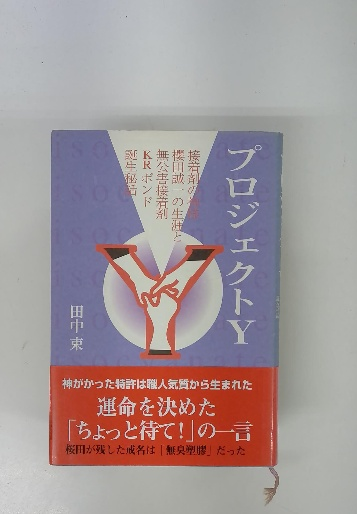 プロジェクトY
接着剤の
櫻田誠一の生涯と
無公害接着剤
KRボンド
誕生秘話
田中 束
神がかった特許は職人気質から生まれた
運命を決めた
「ちょっと待て!」の一言
桜田が残した戒名は「無臭塑膠」だった